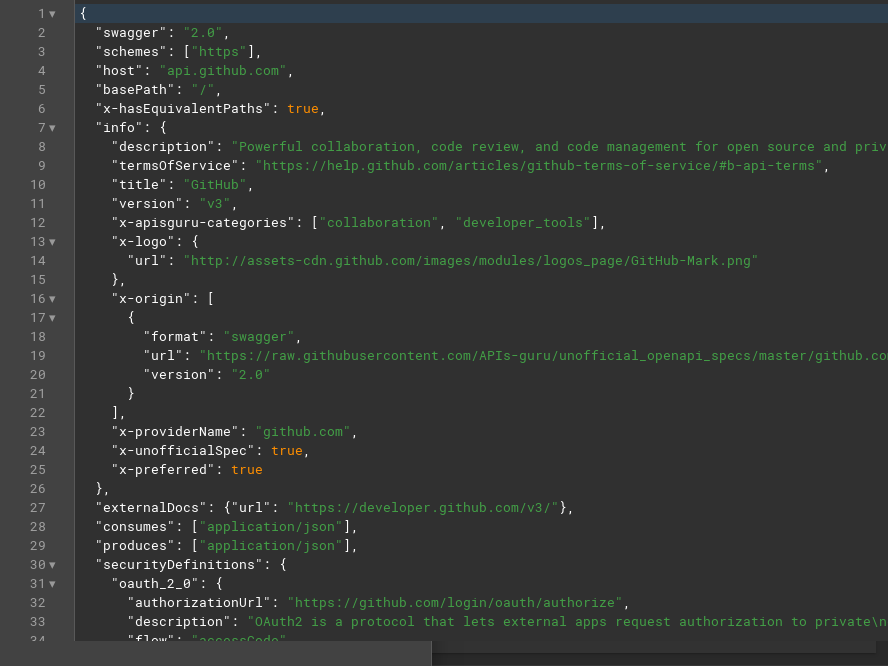 1 {
2 "swagger": "2.0",
3 "schemes": ["https"],
4 "host": "api.github.com",
5 "basePath": "/",
6 "x-hasEquivalentPaths": true,
7 "info": {
8 "description": "Powerful collaboration, code review, and code management for open source and priv
9 "termsOfService": "https://help.github.com/articles/github-terms-of-service/#b-api-terms",
10 "title": "GitHub",
11 "version": "v3",
12 "x-apisguru-categories": ["collaboration", "developer_tools"],
13 "x-logo": {
14 "url": "http://assets-cdn.github.com/images/modules/logos_page/GitHub-Mark.png"
15 },
16 "x-origin": [
17 {
18 "format": "swagger",
19 "url": "https://raw.githubusercontent.com/APIs-guru/unofficial_openapi_specs/master/github.co
20 "version": "2.0"
21 }
22 ],
23 "x-providerName": "github.com",
24 "x-unofficialSpec": true,
25 "x-preferred": true
26 },
27 "externalDocs": {"url": "https://developer.github.com/v3/"},
28 "consumes": ["application/json"],
29 "produces": ["application/json"],
30 "securityDefinitions": {
31 "oauth_2_0": {
32 "authorizationUrl": "https://github.com/login/oauth/authorize",
33 "description": "OAuth2 is a protocol that lets external apps request authorization to private\n
34 "flow": "accessCode"